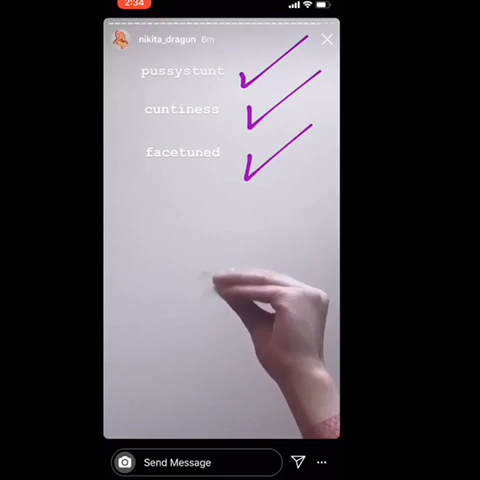 2:34
nikita_dragun 6m
pussystunt
cuntiness
facetuned
Send Message